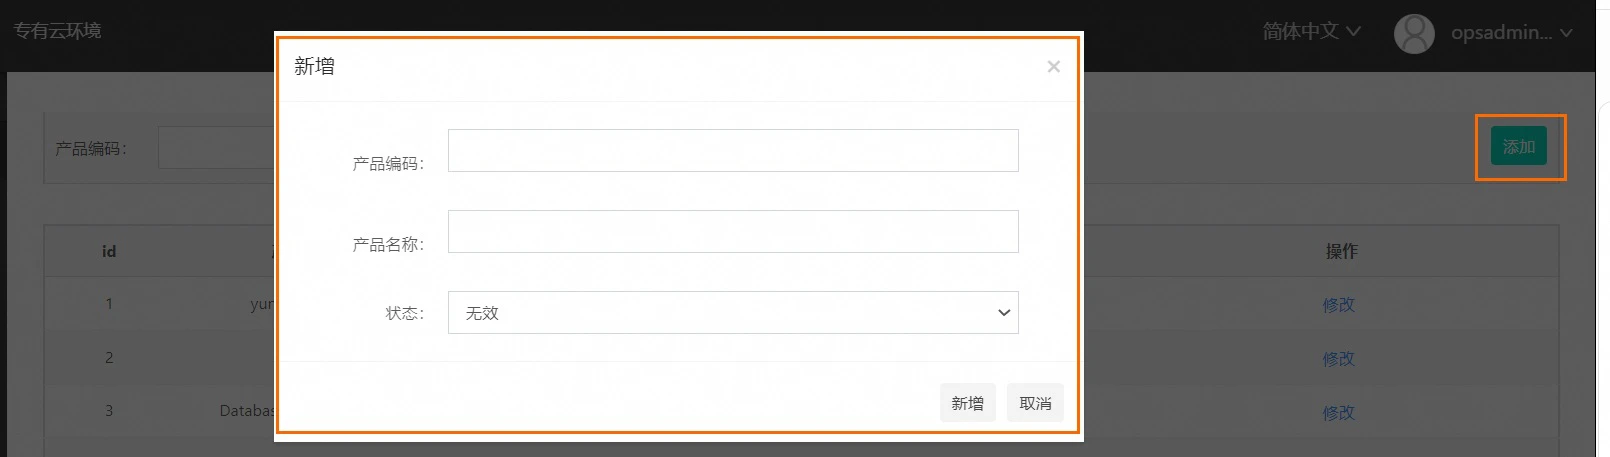 专有云环境
简体中文
opsadmin...
新增
×
产品编码：
添加
产品编码：
产品名称：
id
操作
1
yun
修改
状态：
无效
2
修改
3
Databas
修改
新增
取消